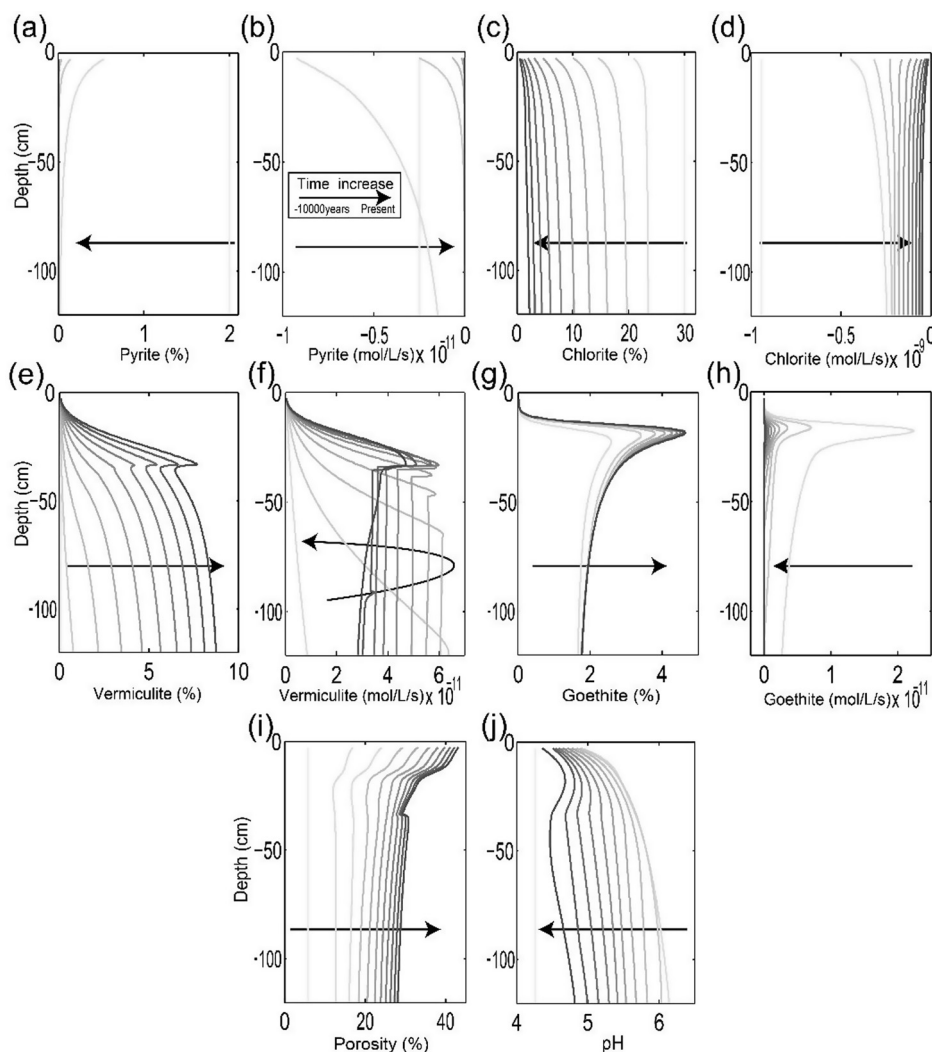 (a) (b) (c) (d)
0 0 0 0
Depth (cm)
-50 -50 -50 -50
Time increase
-10000years Present
-100 -100 -100 -100
0 1 2 -1 -0.5 0 0 10 20 30 -1 -0.5 0
Pyrite (%) Pyrite (mol/L/s)x 10-11 Chlorite (%) Chlorite (mol/L/s)x 10-9
(e) (f) (g) (h)
0 0 0 0
Depth (cm)
-50 -50 -50 -50
-100 -100 -100 -100
0 5 10 0 2 4 6 0 2 4 0 1 2
Vermiculite (%) Vermiculite (mol/L/s)x 10-11 Goethite (%) Goethite (mol/L/s)x 10-11
(i) (j)
0 0
Depth (cm)
-50 -50
-100 -100
0 20 40 4 5 6
Porosity (%) pH